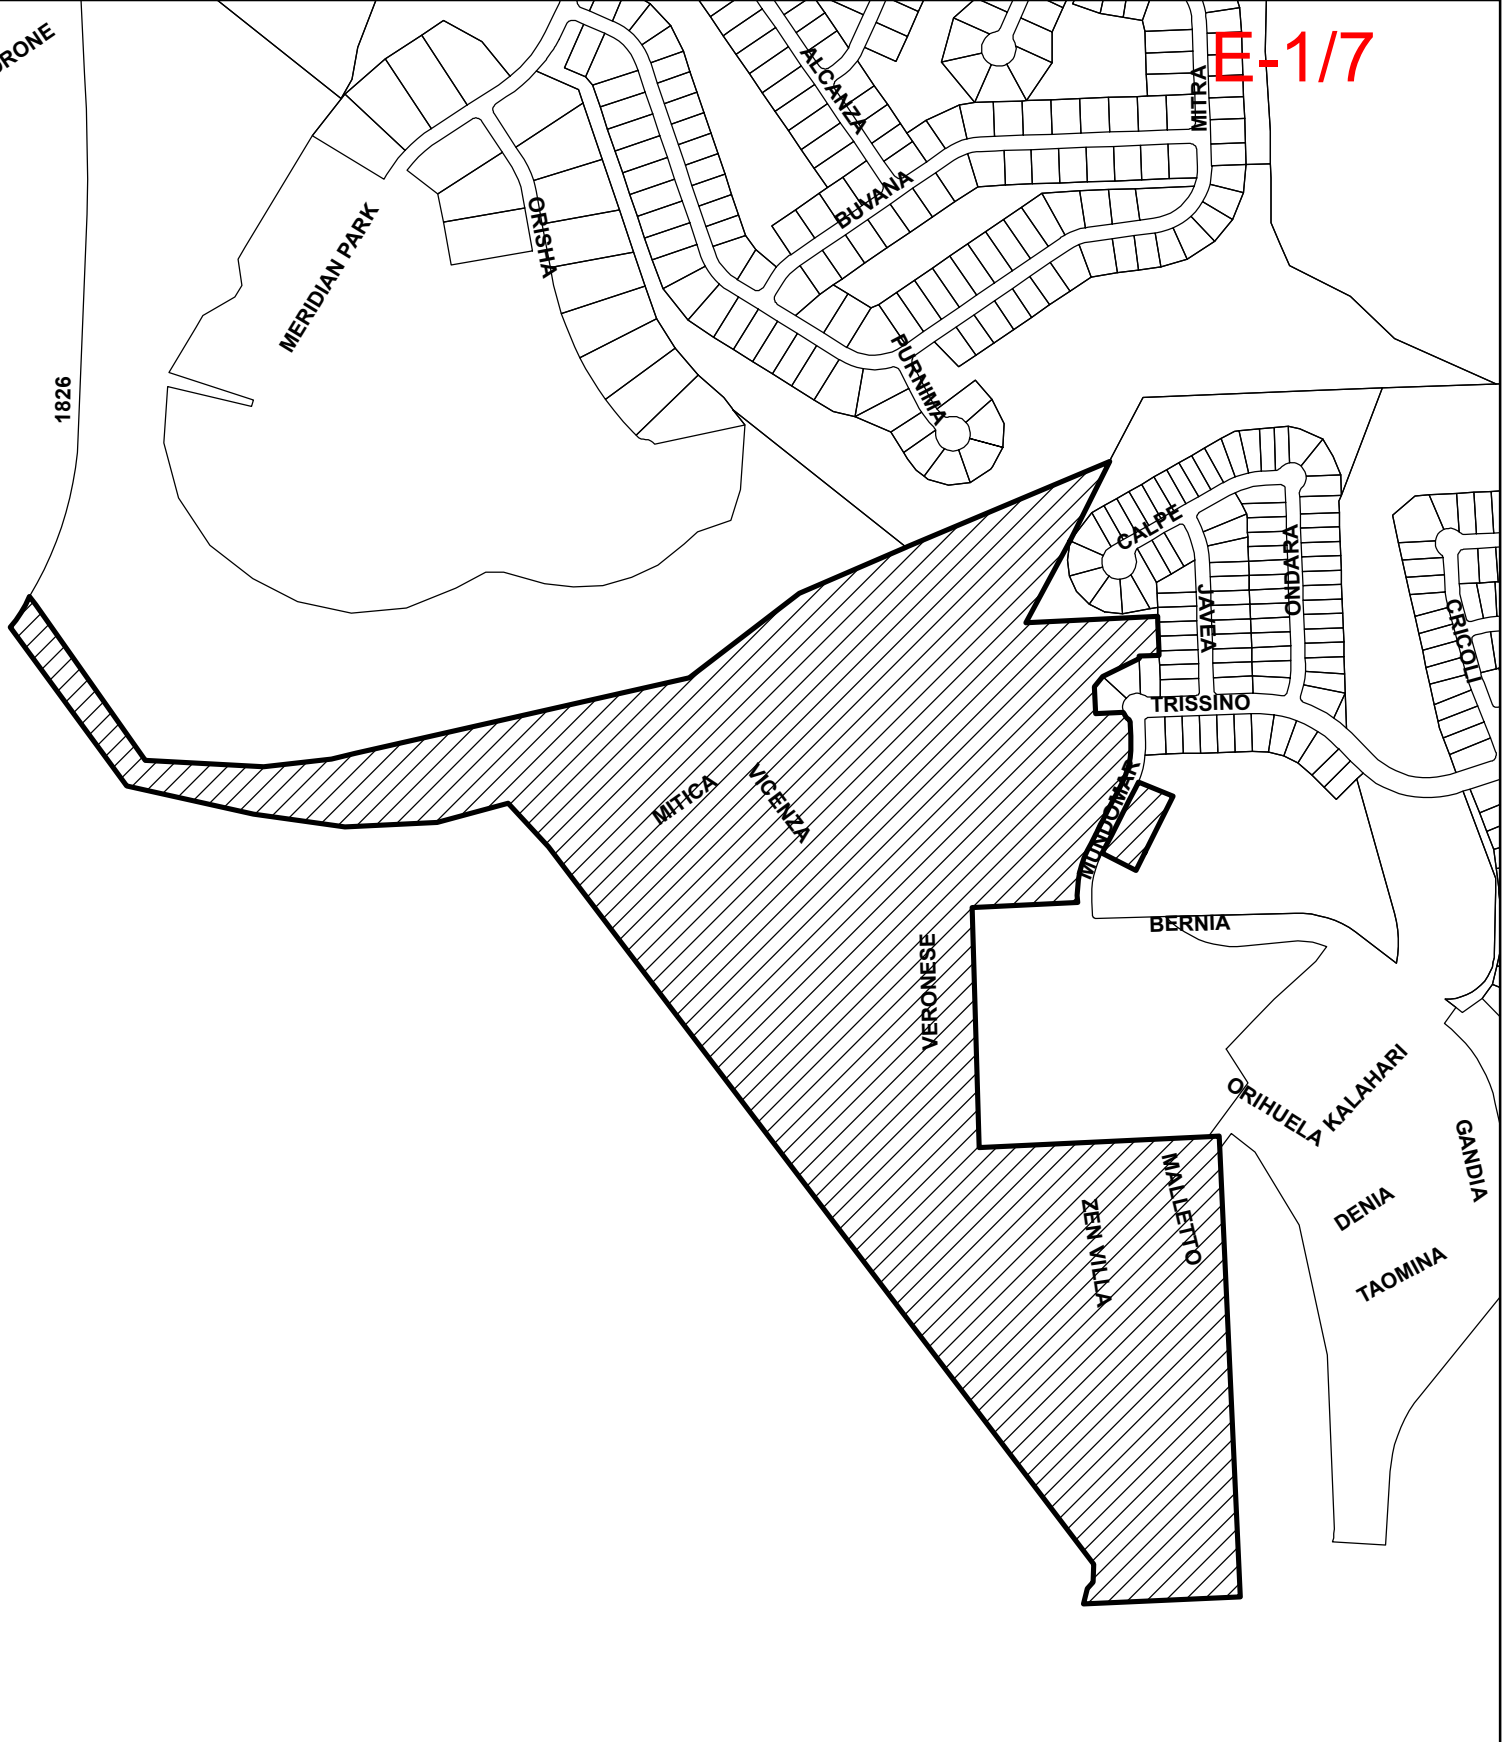 E-1/7
ALCANZA
MITRA
BUVANA
ORISHA
MERIDIAN PARK
PURNIMA
1826
CALPE
ONDARA
JAVEA
CRICOLI
TRISSINO
MITICA
VICENZA
MUNDOMAR
BERNIA
VERONESE
ORIHUELA
KALAHARI
GANDIA
MALLETTO
ZEN VILLA
DENIA
TAOMINA